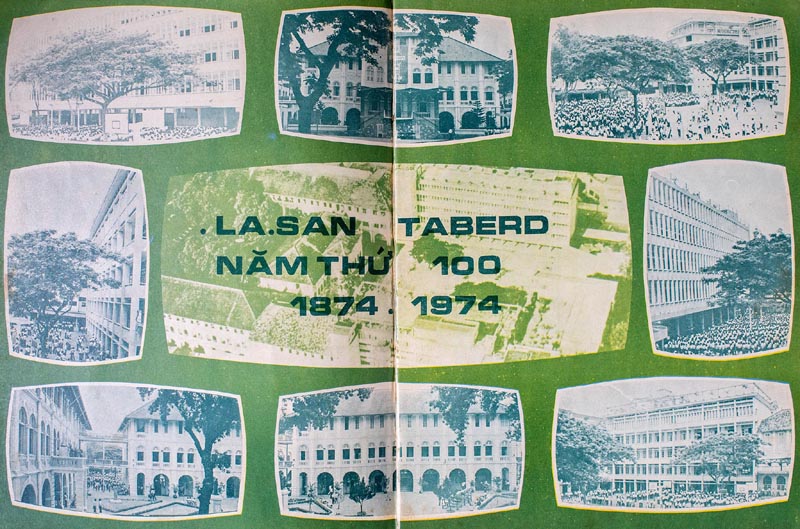 .LA.SAN TABERD
NĂM THỨ 100
1874.1974